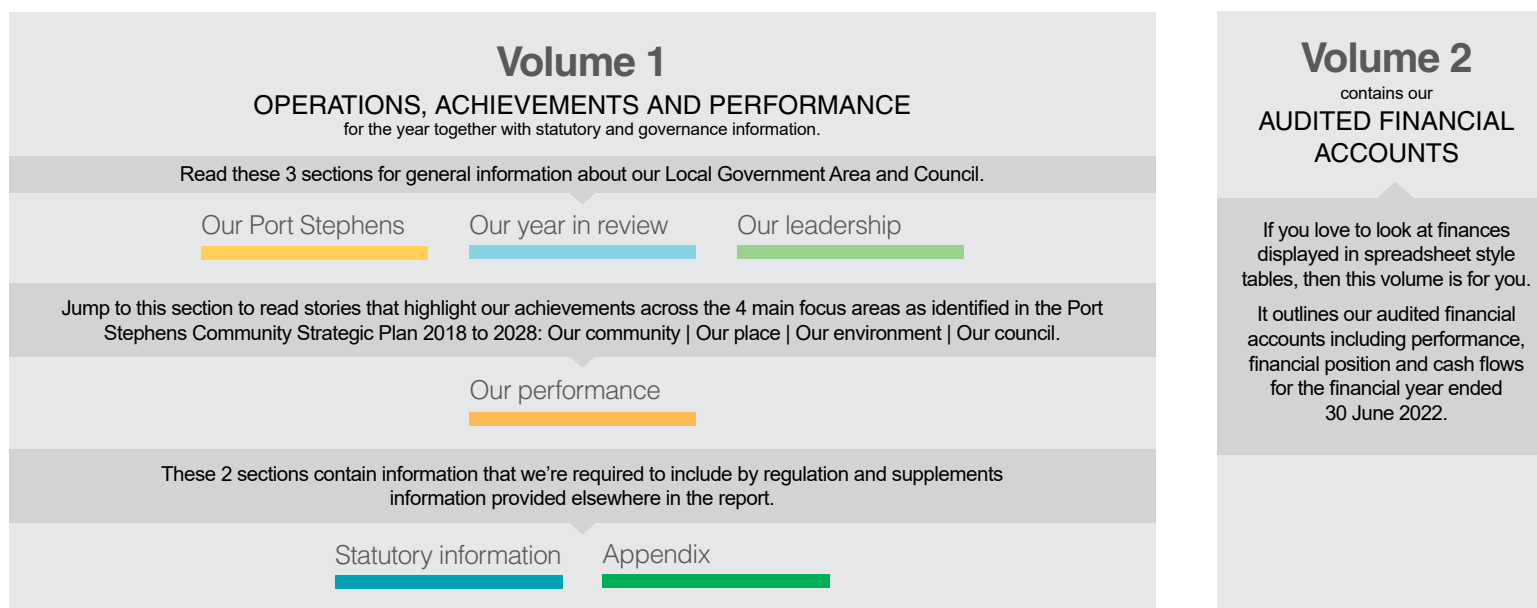 Volume 1
OPERATIONS, ACHIEVEMENTS AND PERFORMANCE
for the year together with statutory and governance information.
Read these 3 sections for general information about our Local Government Area and Council.
Our Port Stephens
Our year in review
Our leadership
Jump to this section to read stories that highlight our achievements across the 4 main focus areas as identified in the Port
Stephens Community Strategic Plan 2018 to 2028: Our community | Our place | Our environment | Our council.
Our performance
These 2 sections contain information that we're required to include by regulation and supplements
information provided elsewhere in the report.
Statutory information
Appendix
Volume 2
contains our
AUDITED FINANCIAL
ACCOUNTS
If you love to look at finances
displayed in spreadsheet style
tables, then this volume is for you.
It outlines our audited financial
accounts including performance,
financial position and cash flows
for the financial year ended
30 June 2022.